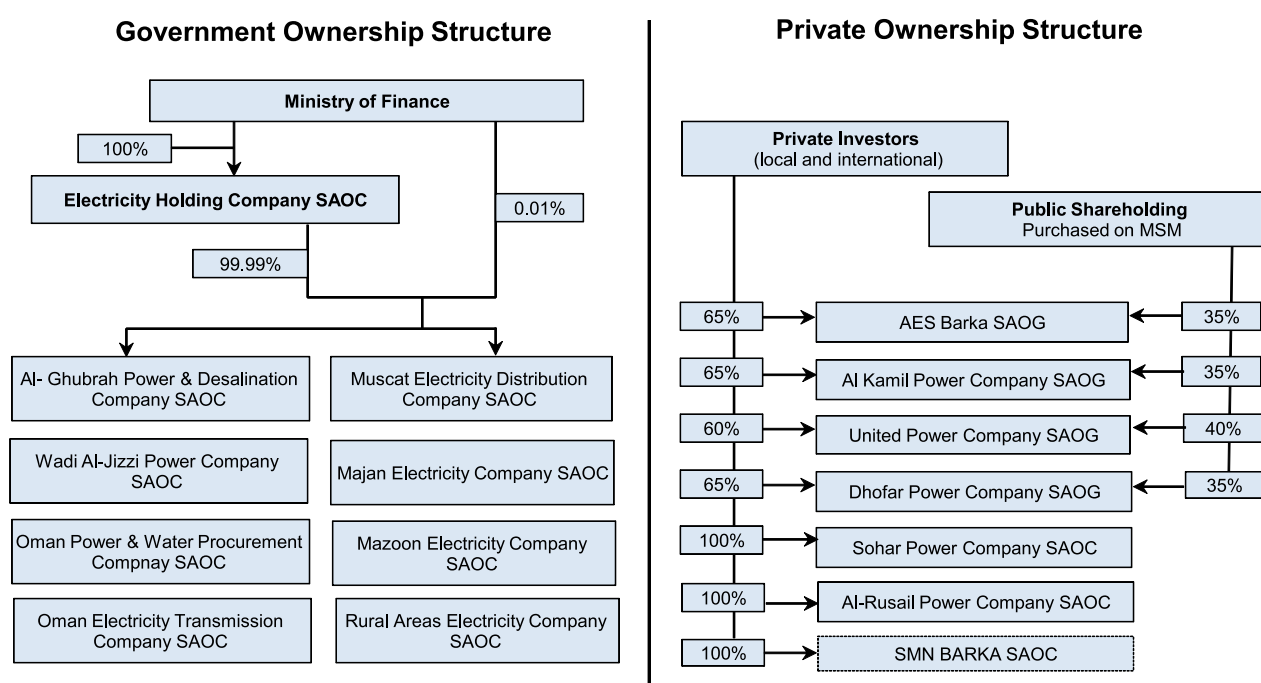 Government Ownership Structure
Ministry of Finance
100%
Electricity Holding Company SAOC
0.01%
99.99%
Al- Ghubrah Power & Desalination
Company SAOC
Muscat Electricity Distribution
Company SAOC
Wadi Al-Jizzi Power Company
SAOC
Majan Electricity Company SAOC
Oman Power & Water Procurement
Compnay SAOC
Mazoon Electricity Company
SAOC
Oman Electricity Transmission
Company SAOC
Rural Areas Electricity Company
SAOC
Private Ownership Structure
Private Investors
(local and international)
Public Shareholding
Purchased on MSM
65%
AES Barka SAOG
35%
65%
Al Kamil Power Company SAOG
35%
60%
United Power Company SAOG
40%
65%
Dhofar Power Company SAOG
35%
100%
Sohar Power Company SAOC
100%
Al-Rusail Power Company SAOC
100%
SMN BARKA SAOC